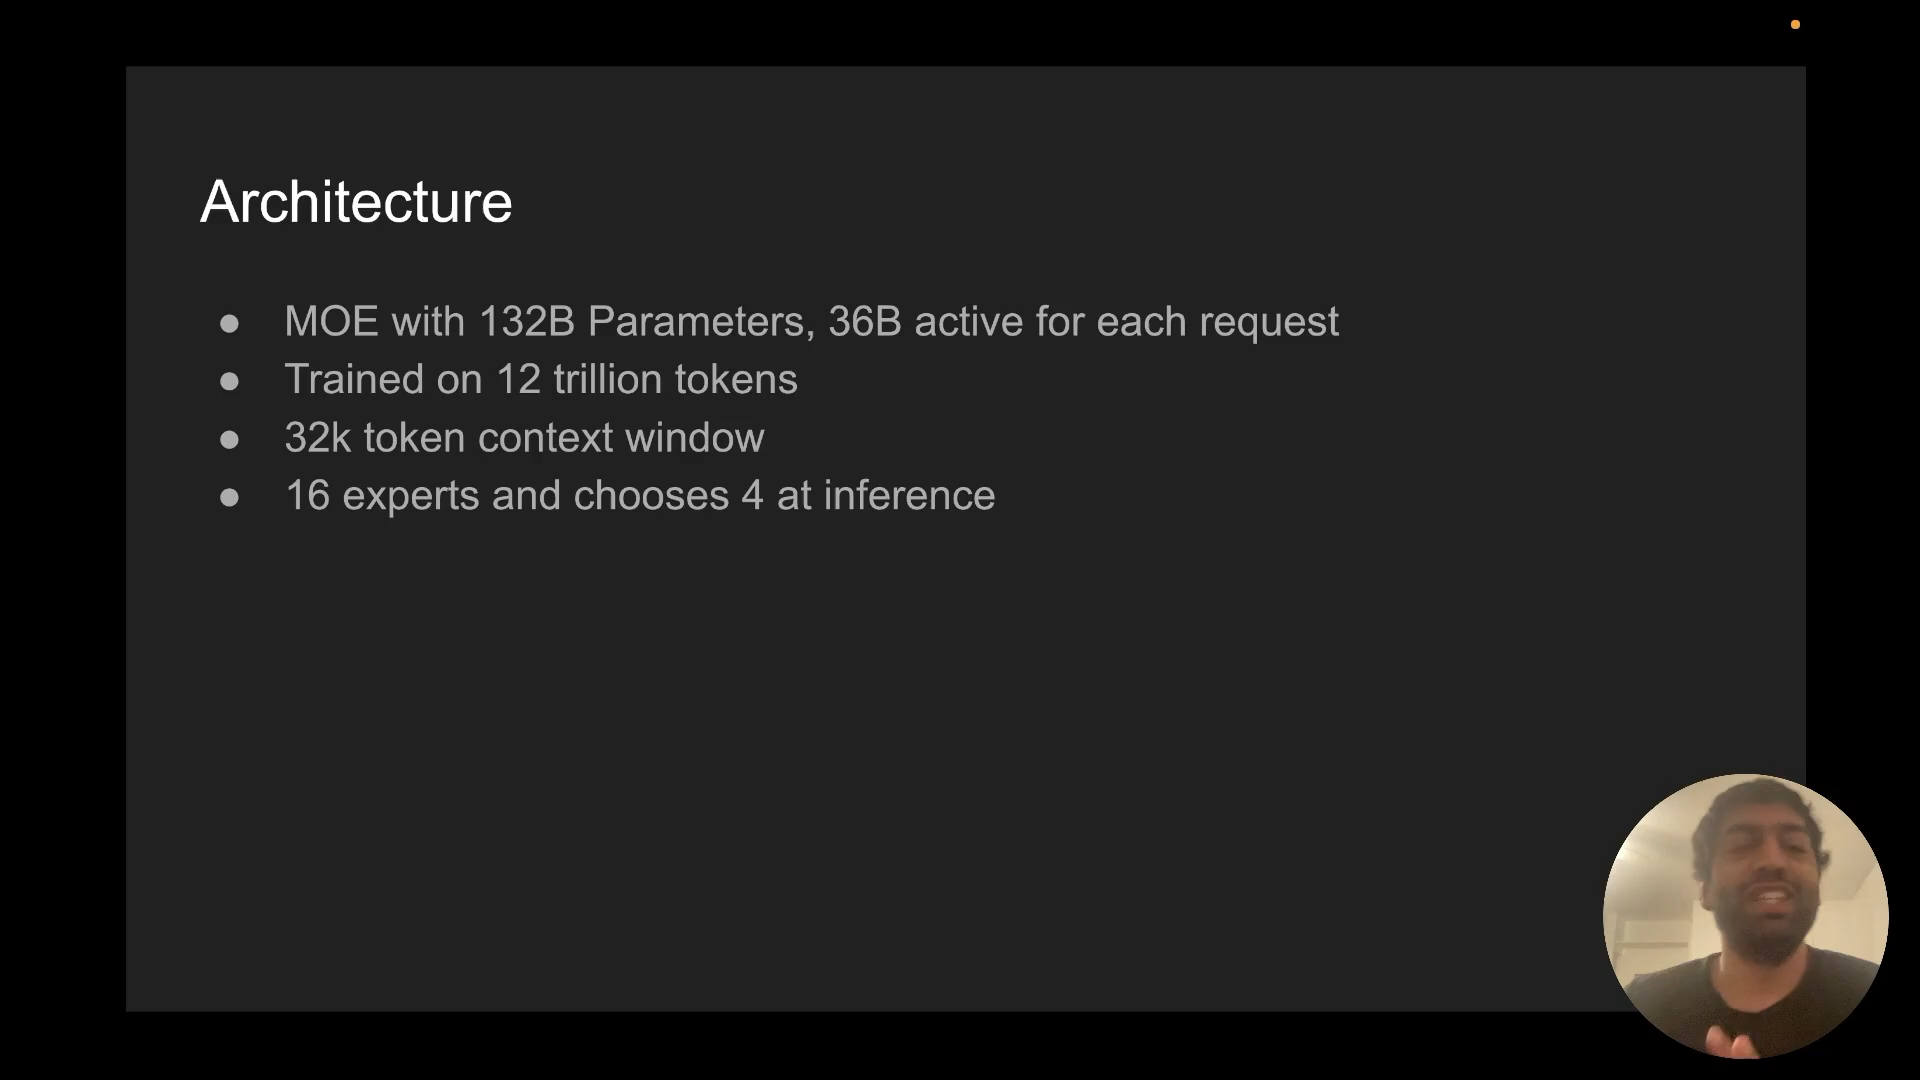 Architecture
● MOE with 132B Parameters, 36B active for each request
● Trained on 12 trillion tokens
● 32k token context window
● 16 experts and chooses 4 at inference